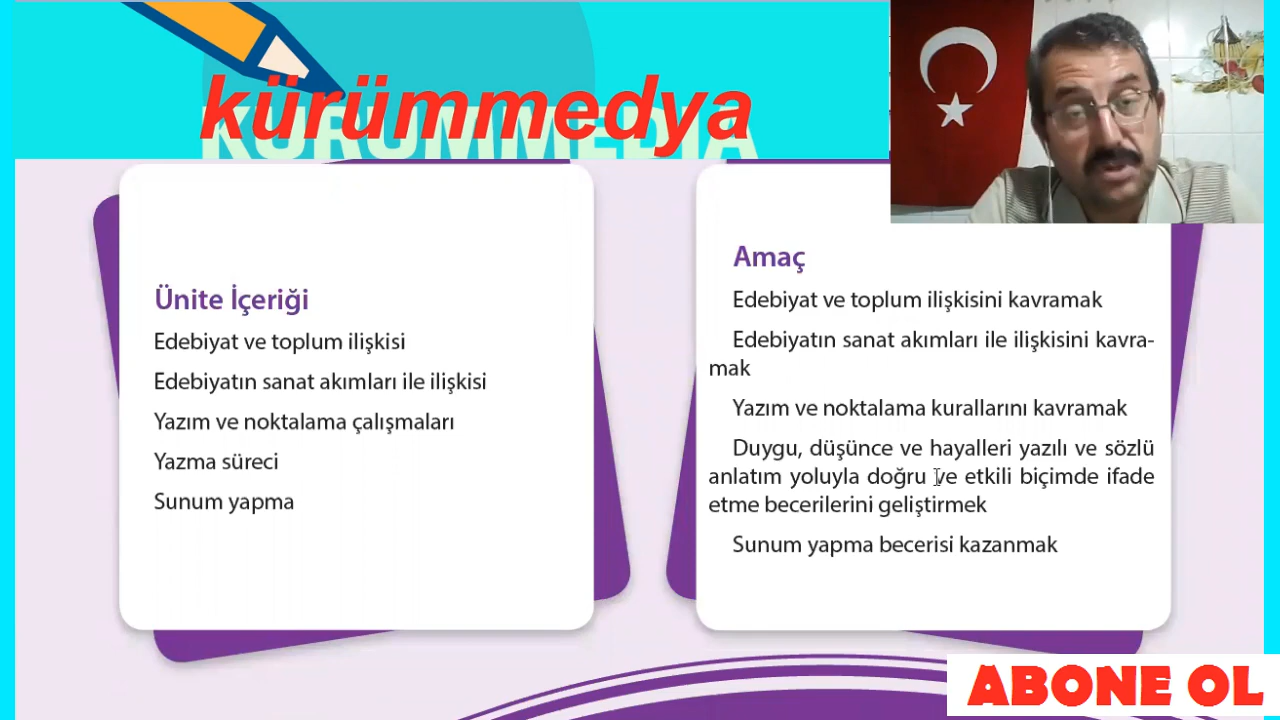 kürümmedya
KÜRÜMMEDIA
Ünite İçeriği
Edebiyat ve toplum ilişkisi
Edebiyatın sanat akımları ile ilişkisi
Yazım ve noktalama çalışmaları
Yazma süreci
Sunum yapma
Amaç
Edebiyat ve toplum ilişkisini kavramak
Edebiyatın sanat akımları ile ilişkisini kavra-
mak
Yazım ve noktalama kurallarını kavramak
Duygu, düşünce ve hayalleri yazılı ve sözlü
anlatım yoluyla doğru ve etkili biçimde ifade
etme becerilerini geliştirmek
Sunum yapma becerisi kazanmak
ABONE OL